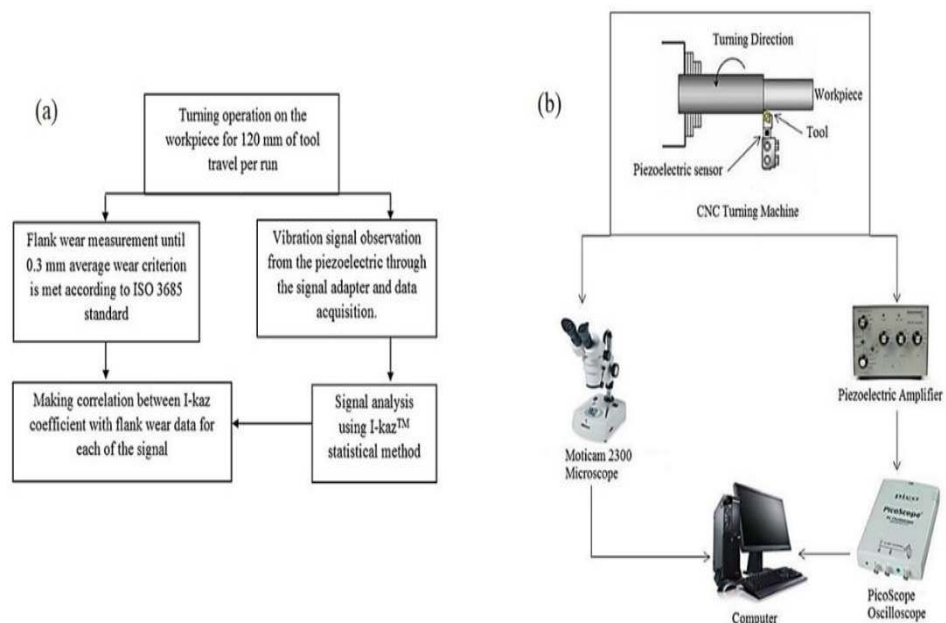 (a)
Turning operation on the
workpiece for 120 mm of tool
travel per run
Flank wear measurement until
0.3 mm average wear criterion
is met according to ISO 3685
standard
Vibration signal observation
from the piezoelectric through
the signal adapter and data
acquisition.
Making correlation between I-kaz
coefficient with flank wear data for
each of the signal
Signal analysis
using I-kaz™
statistical method
(b)
Turning Direction
Workpiece
Tool
Piezoelectric sensor
CNC Turning Machine
Moticam 2300
Microscope
Piezoelectric Amplifier
pico
PicoScope
PicoScope
Oscilloscope
Computer